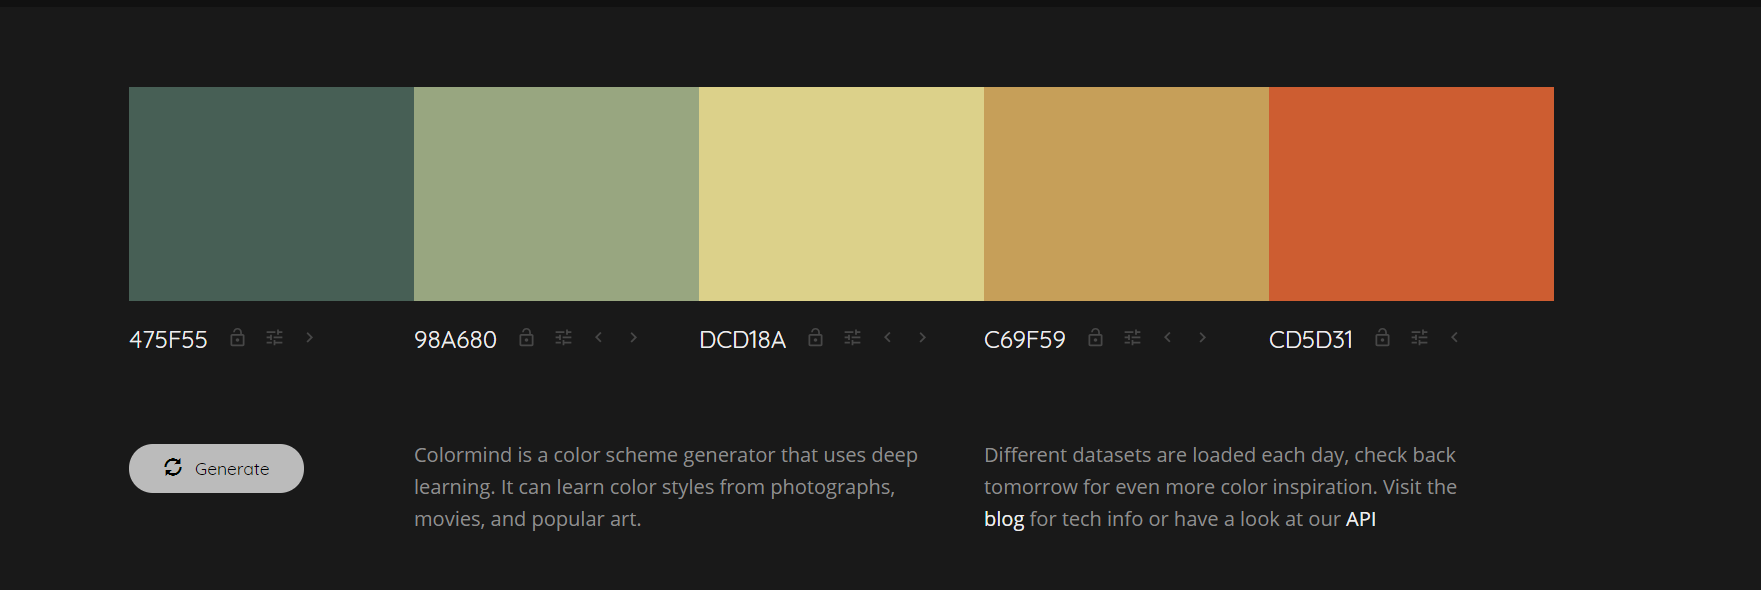 475F55
98A680
DCD18A
C69F59
CD5D31
Generate
Colormind is a color scheme generator that uses deep
learning. It can learn color styles from photographs,
movies, and popular art.
Different datasets are loaded each day, check back
tomorrow for even more color inspiration. Visit the
blog for tech info or have a look at our API